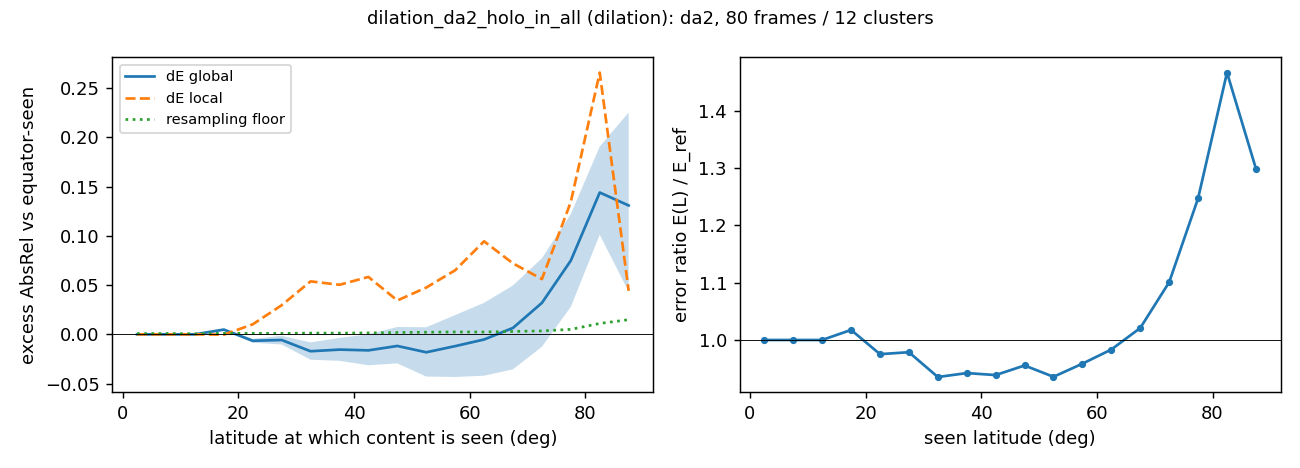 dilation_da2_holo_in_all (dilation): da2, 80 frames / 12 clusters
excess AbsRel vs equator-seen
0.25
0.20
0.15
0.10
0.05
0.00
−0.05
dE global
dE local
resampling floor
0 20 40 60 80
latitude at which content is seen (deg)
error ratio E(L) / E_ref
1.4
1.3
1.2
1.1
1.0
0 20 40 60 80
seen latitude (deg)